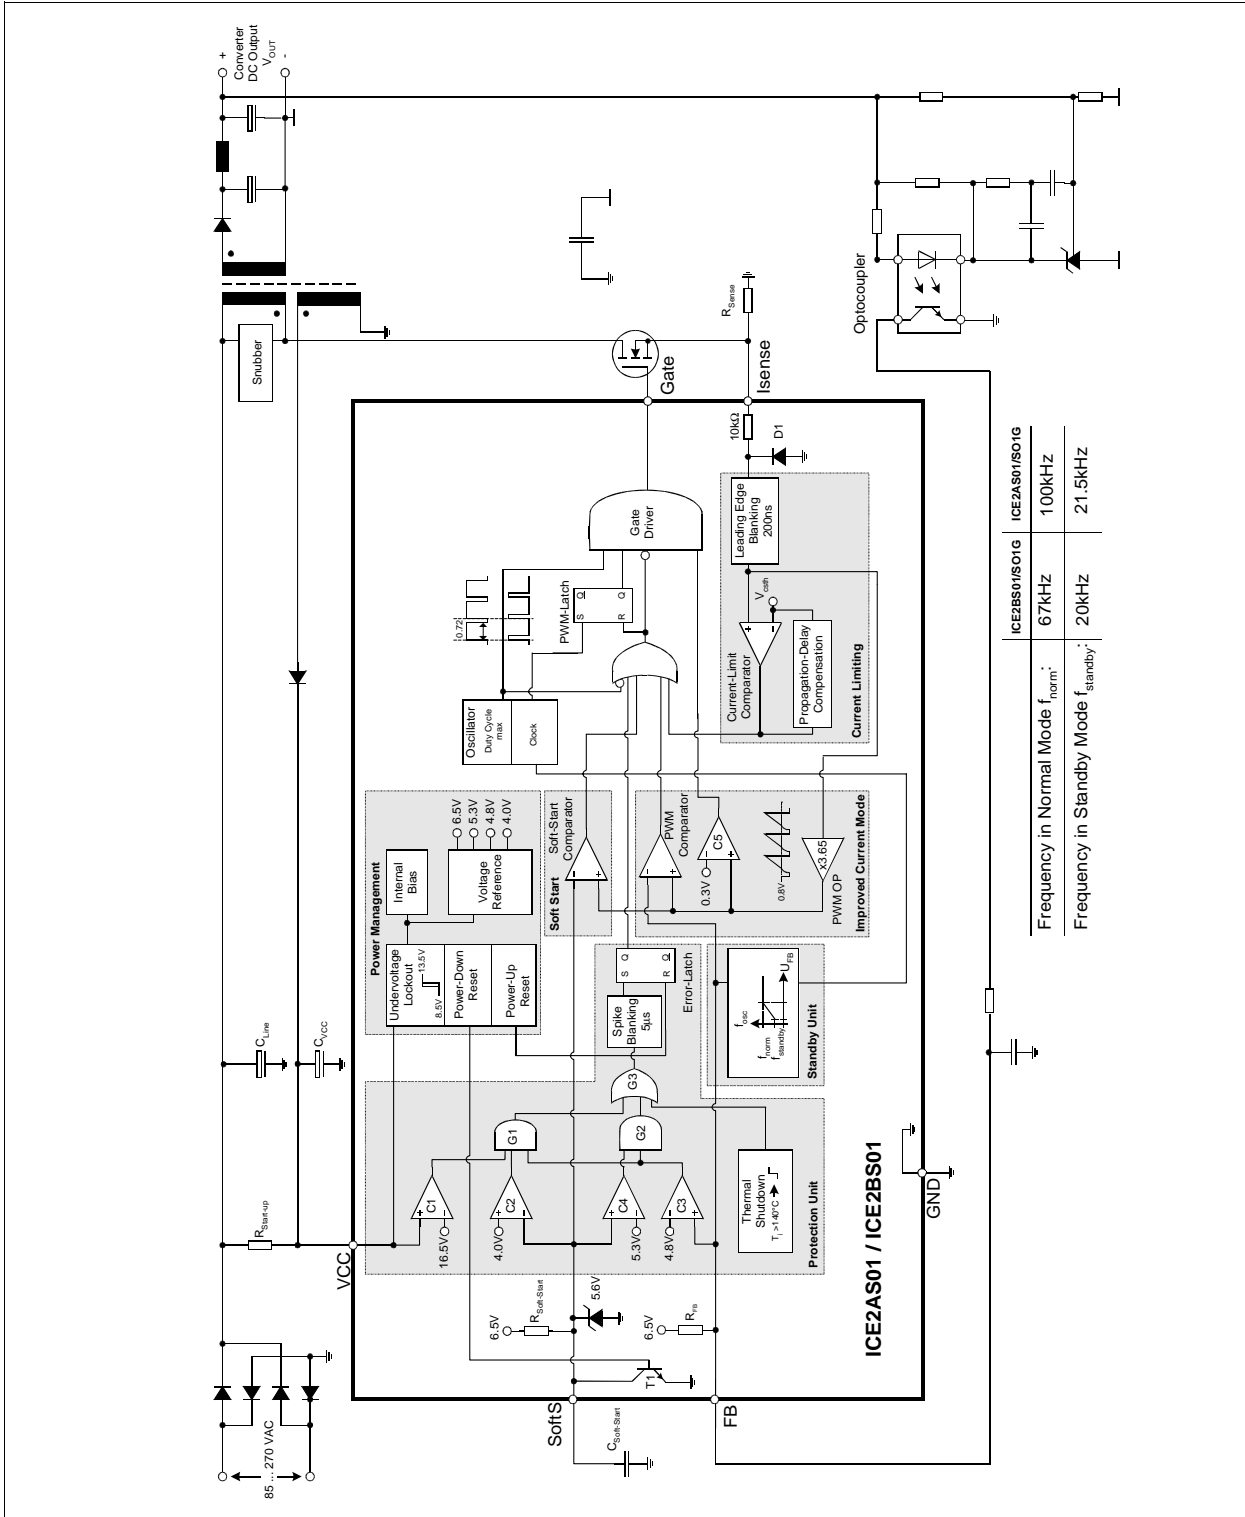 +
Converter
DC Output
V_OUT
-
85 ... 270 VAC
Snubber
C_Line
C_VCC
R_Start-up
VCC
Optocoupler
R_Sense
Gate
Isense
10kΩ
D1
Power Management
Undervoltage
Lockout
13.5V
8.5V
Power-Down
Reset
Power-Up
Reset
Internal
Bias
Voltage
Reference
6.5V
5.3V
4.8V
4.0V
Oscillator
Duty Cycle
max
Clock
0.72
PWM-Latch
S
Q
R
Q
Gate
Driver
Soft-Start
Comparator
Soft Start
PWM
Comparator
C5
0.3V
0.8V
x3.65
PWM OP
Improved Current Mode
Leading Edge
Blanking
200ns
V_csth
Current-Limit
Comparator
Propagation-Delay
Compensation
Current Limiting
C1
16.5V
C2
4.0V
C4
5.3V
C3
4.8V
G1
G2
G3
Spike
Blanking
5µs
S
Q
R
Q
Error-Latch
Thermal
Shutdown
T_j >140°C
Protection Unit
f_osc
f_norm
f_standby
U_FB
Standby Unit
6.5V
R_Soft-Start
5.6V
6.5V
R_FB
T1
SoftS
C_Soft-Start
FB
GND
ICE2AS01 / ICE2BS01
ICE2BS01/SO1G ICE2AS01/SO1G
Frequency in Normal Mode f_norm: 67kHz 100kHz
Frequency in Standby Mode f_standby: 20kHz 21.5kHz